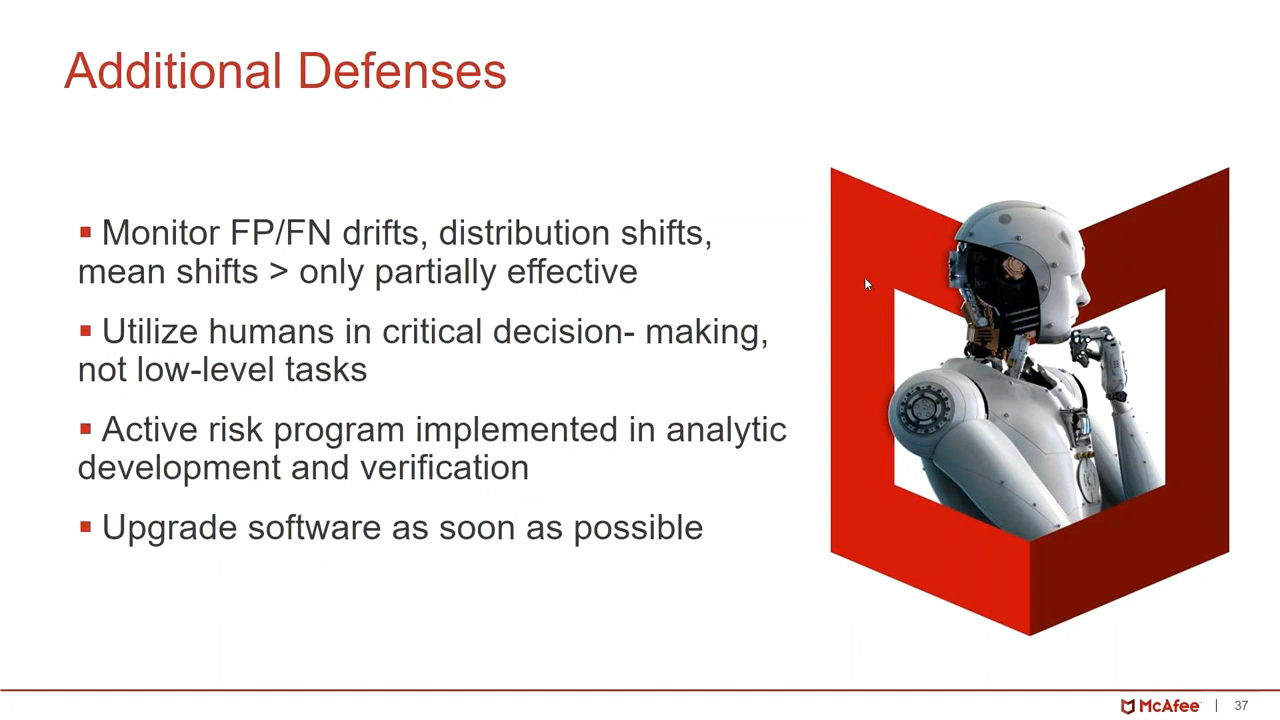 Additional Defenses
▪ Monitor FP/FN drifts, distribution shifts,
mean shifts > only partially effective
▪ Utilize humans in critical decision- making,
not low-level tasks
▪ Active risk program implemented in analytic
development and verification
▪ Upgrade software as soon as possible
McAfee | 37